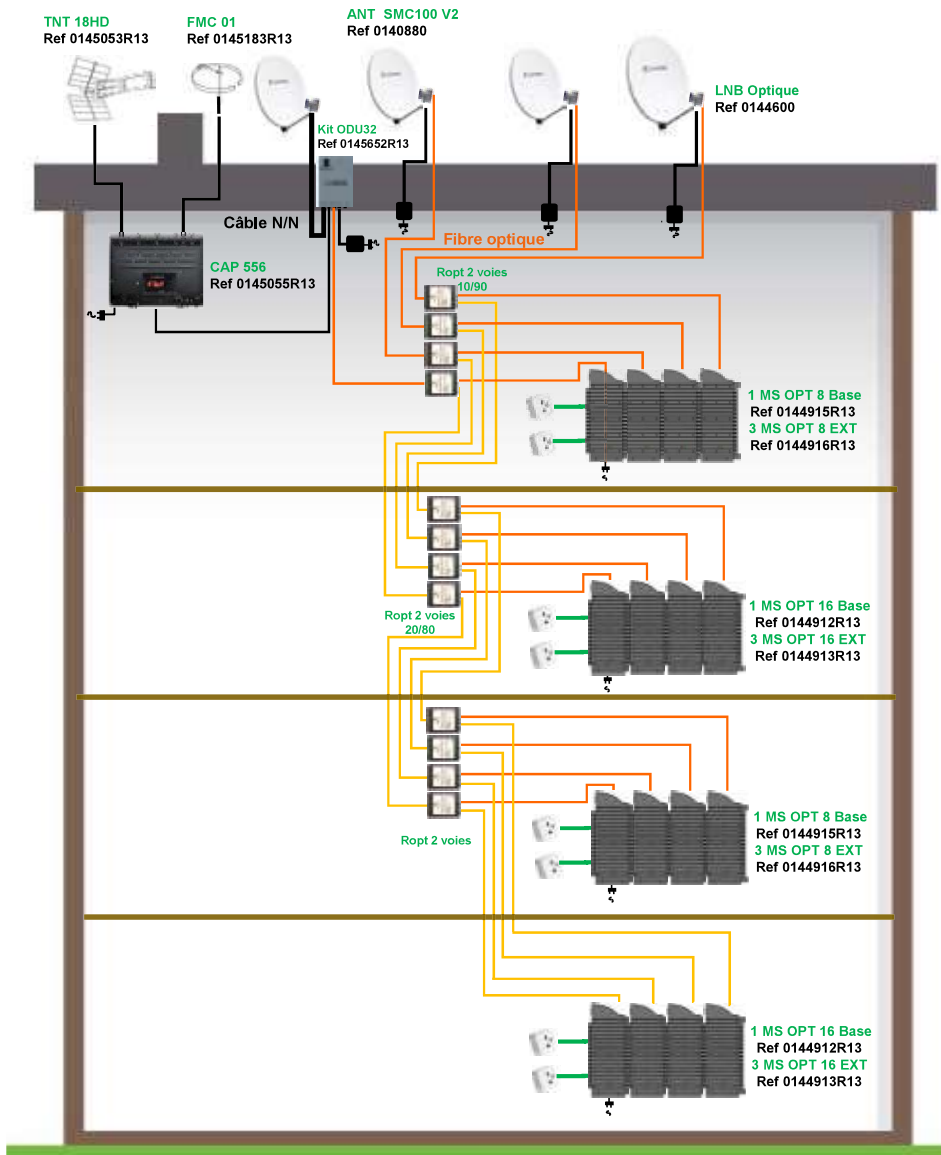 TNT 18HD
Ref 0145053R13
FMC 01
Ref 0145183R13
ANT SMC100 V2
Ref 0140880
LNB Optique
Ref 0144600
Kit ODU32
Ref 0145652R13
Câble N/N
Fibre optique
CAP 556
Ref 0145055R13
Ropt 2 voies
10/90
1 MS OPT 8 Base
Ref 0144915R13
3 MS OPT 8 EXT
Ref 0144916R13
Ropt 2 voies
20/80
1 MS OPT 16 Base
Ref 0144912R13
3 MS OPT 16 EXT
Ref 0144913R13
Ropt 2 voies
1 MS OPT 8 Base
Ref 0144915R13
3 MS OPT 8 EXT
Ref 0144916R13
1 MS OPT 16 Base
Ref 0144912R13
3 MS OPT 16 EXT
Ref 0144913R13